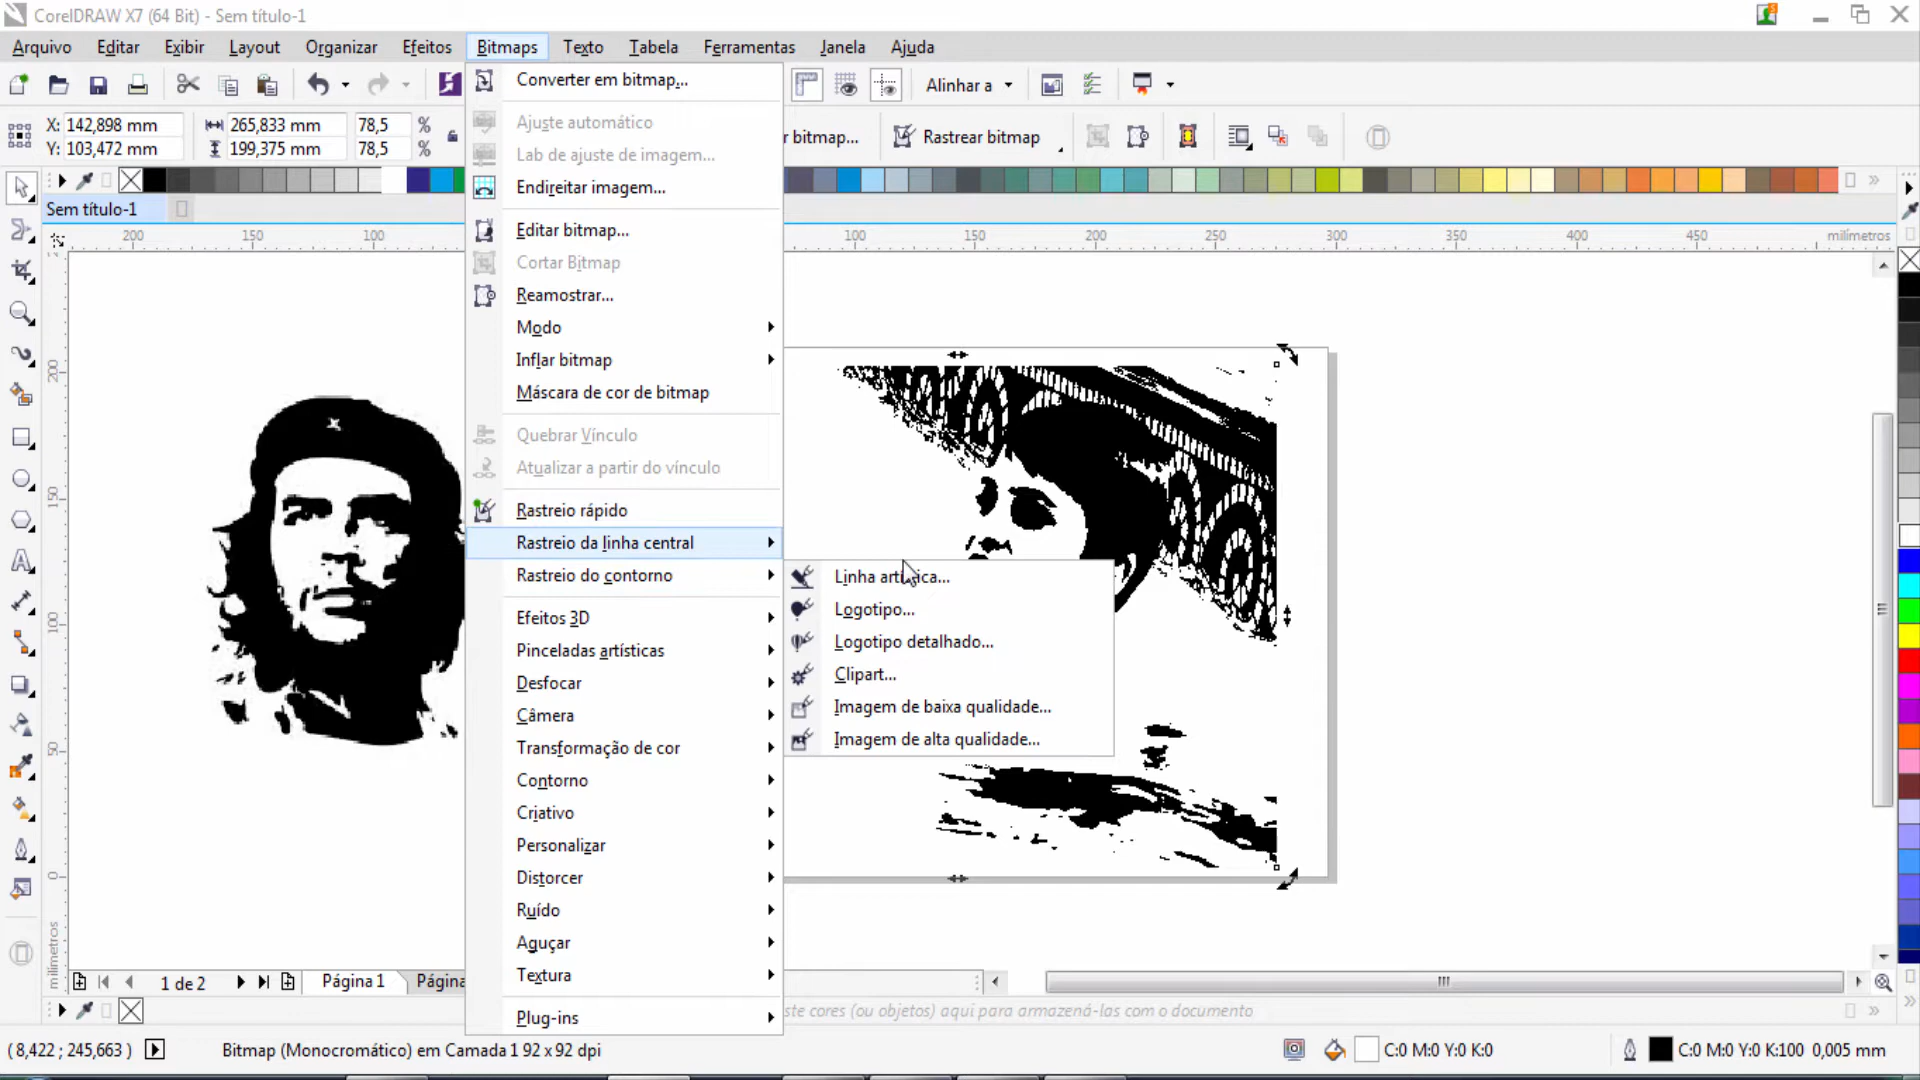 CorelDRAW X7 (64 Bit) - Sem título-1
Arquivo Editar Exibir Layout Organizar Efeitos Bitmaps Texto Tabela Ferramentas Janela Ajuda
Alinhar a
X: 142,898 mm 265,833 mm 78,5 %
Y: 103,472 mm 199,375 mm 78,5 %
r bitmap... Rastrear bitmap
Sem título-1
200 150 100 100 150 200 250 300 350 400 450 milímetros
200
150
100
50
0
milímetros
Converter em bitmap...
Ajuste automático
Lab de ajuste de imagem...
Endireitar imagem...
Editar bitmap...
Cortar Bitmap
Reamostrar...
Modo
Inflar bitmap
Máscara de cor de bitmap
Quebrar Vínculo
Atualizar a partir do vínculo
Rastreio rápido
Rastreio da linha central
Rastreio do contorno
Efeitos 3D
Pinceladas artísticas
Desfocar
Câmera
Transformação de cor
Contorno
Criativo
Personalizar
Distorcer
Ruído
Aguçar
Textura
Plug-ins
Logotipo...
Logotipo detalhado...
Clipart...
Imagem de baixa qualidade...
Imagem de alta qualidade...
1 de 2 Página 1 Página
ste cores (ou objetos) aqui para armazená-las com o documento
( 8,422 ; 245,663 ) Bitmap (Monocromático) em Camada 1 92 x 92 dpi C:0 M:0 Y:0 K:0 C:0 M:0 Y:0 K:100 0,005 mm